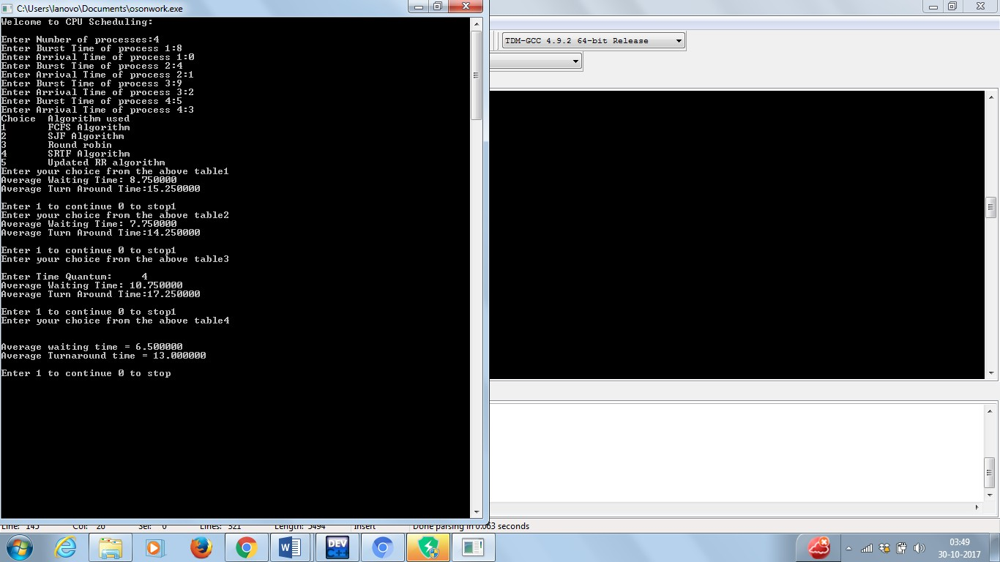 C:\Users\lanovo\Documents\osonwork.exe
Welcome to CPU Scheduling:
Enter Number of processes:4
Enter Burst Time of process 1:8
Enter Arrival Time of process 1:0
Enter Burst Time of process 2:4
Enter Arrival Time of process 2:1
Enter Burst Time of process 3:9
Enter Arrival Time of process 3:2
Enter Burst Time of process 4:5
Enter Arrival Time of process 4:3
Choice  Algorithm used
1       FCFS Algorithm
2       SJF Algorithm
3       Round robin
4       SRTF Algorithm
5       Updated RR algorithm
Enter your choice from the above table1
Average Waiting Time: 8.750000
Average Turn Around Time:15.250000
Enter 1 to continue 0 to stop1
Enter your choice from the above table2
Average Waiting Time: 7.750000
Average Turn Around Time:14.250000
Enter 1 to continue 0 to stop1
Enter your choice from the above table3
Enter Time Quantum:     4
Average Waiting Time: 10.750000
Average Turn Around Time:17.250000
Enter 1 to continue 0 to stop1
Enter your choice from the above table4
Average waiting time = 6.500000
Average Turnaround time = 13.000000
Enter 1 to continue 0 to stop
TDM-GCC 4.9.2 64-bit Release
Line: 145 Col: 26 Sel: 0 Lines: 321 Length: 5494 Insert Done parsing in 0.063 seconds
W DEV C++
03:49
30-10-2017